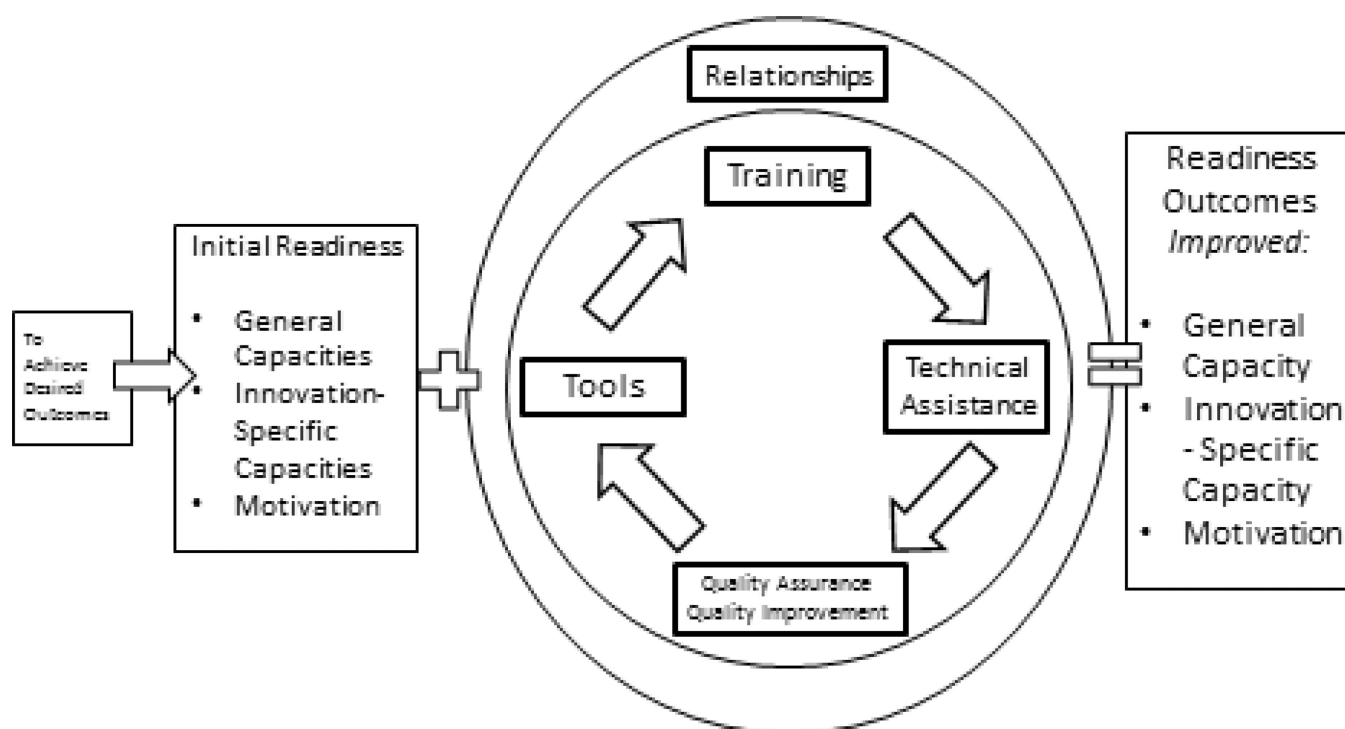 To
Achieve
Desired
Outcomes
Initial Readiness
• General
Capacities
• Innovation-
Specific
Capacities
• Motivation
Relationships
Training
Tools
Technical
Assistance
Quality Assurance
Quality Improvement
Readiness
Outcomes
Improved:
• General
Capacity
• Innovation
- Specific
Capacity
• Motivation